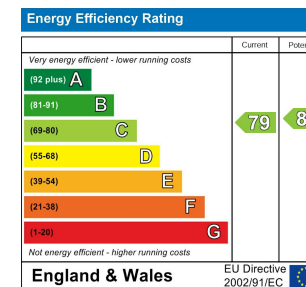 Energy Efficiency Rating
Current
Very energy efficient - lower running costs
(92 plus) A
(81-91) B
(69-80) C
79
(55-68) D
(39-54) E
(21-38) F
(1-20) G
Not energy efficient - higher running costs
England & Wales
EU Directive
2002/91/EC